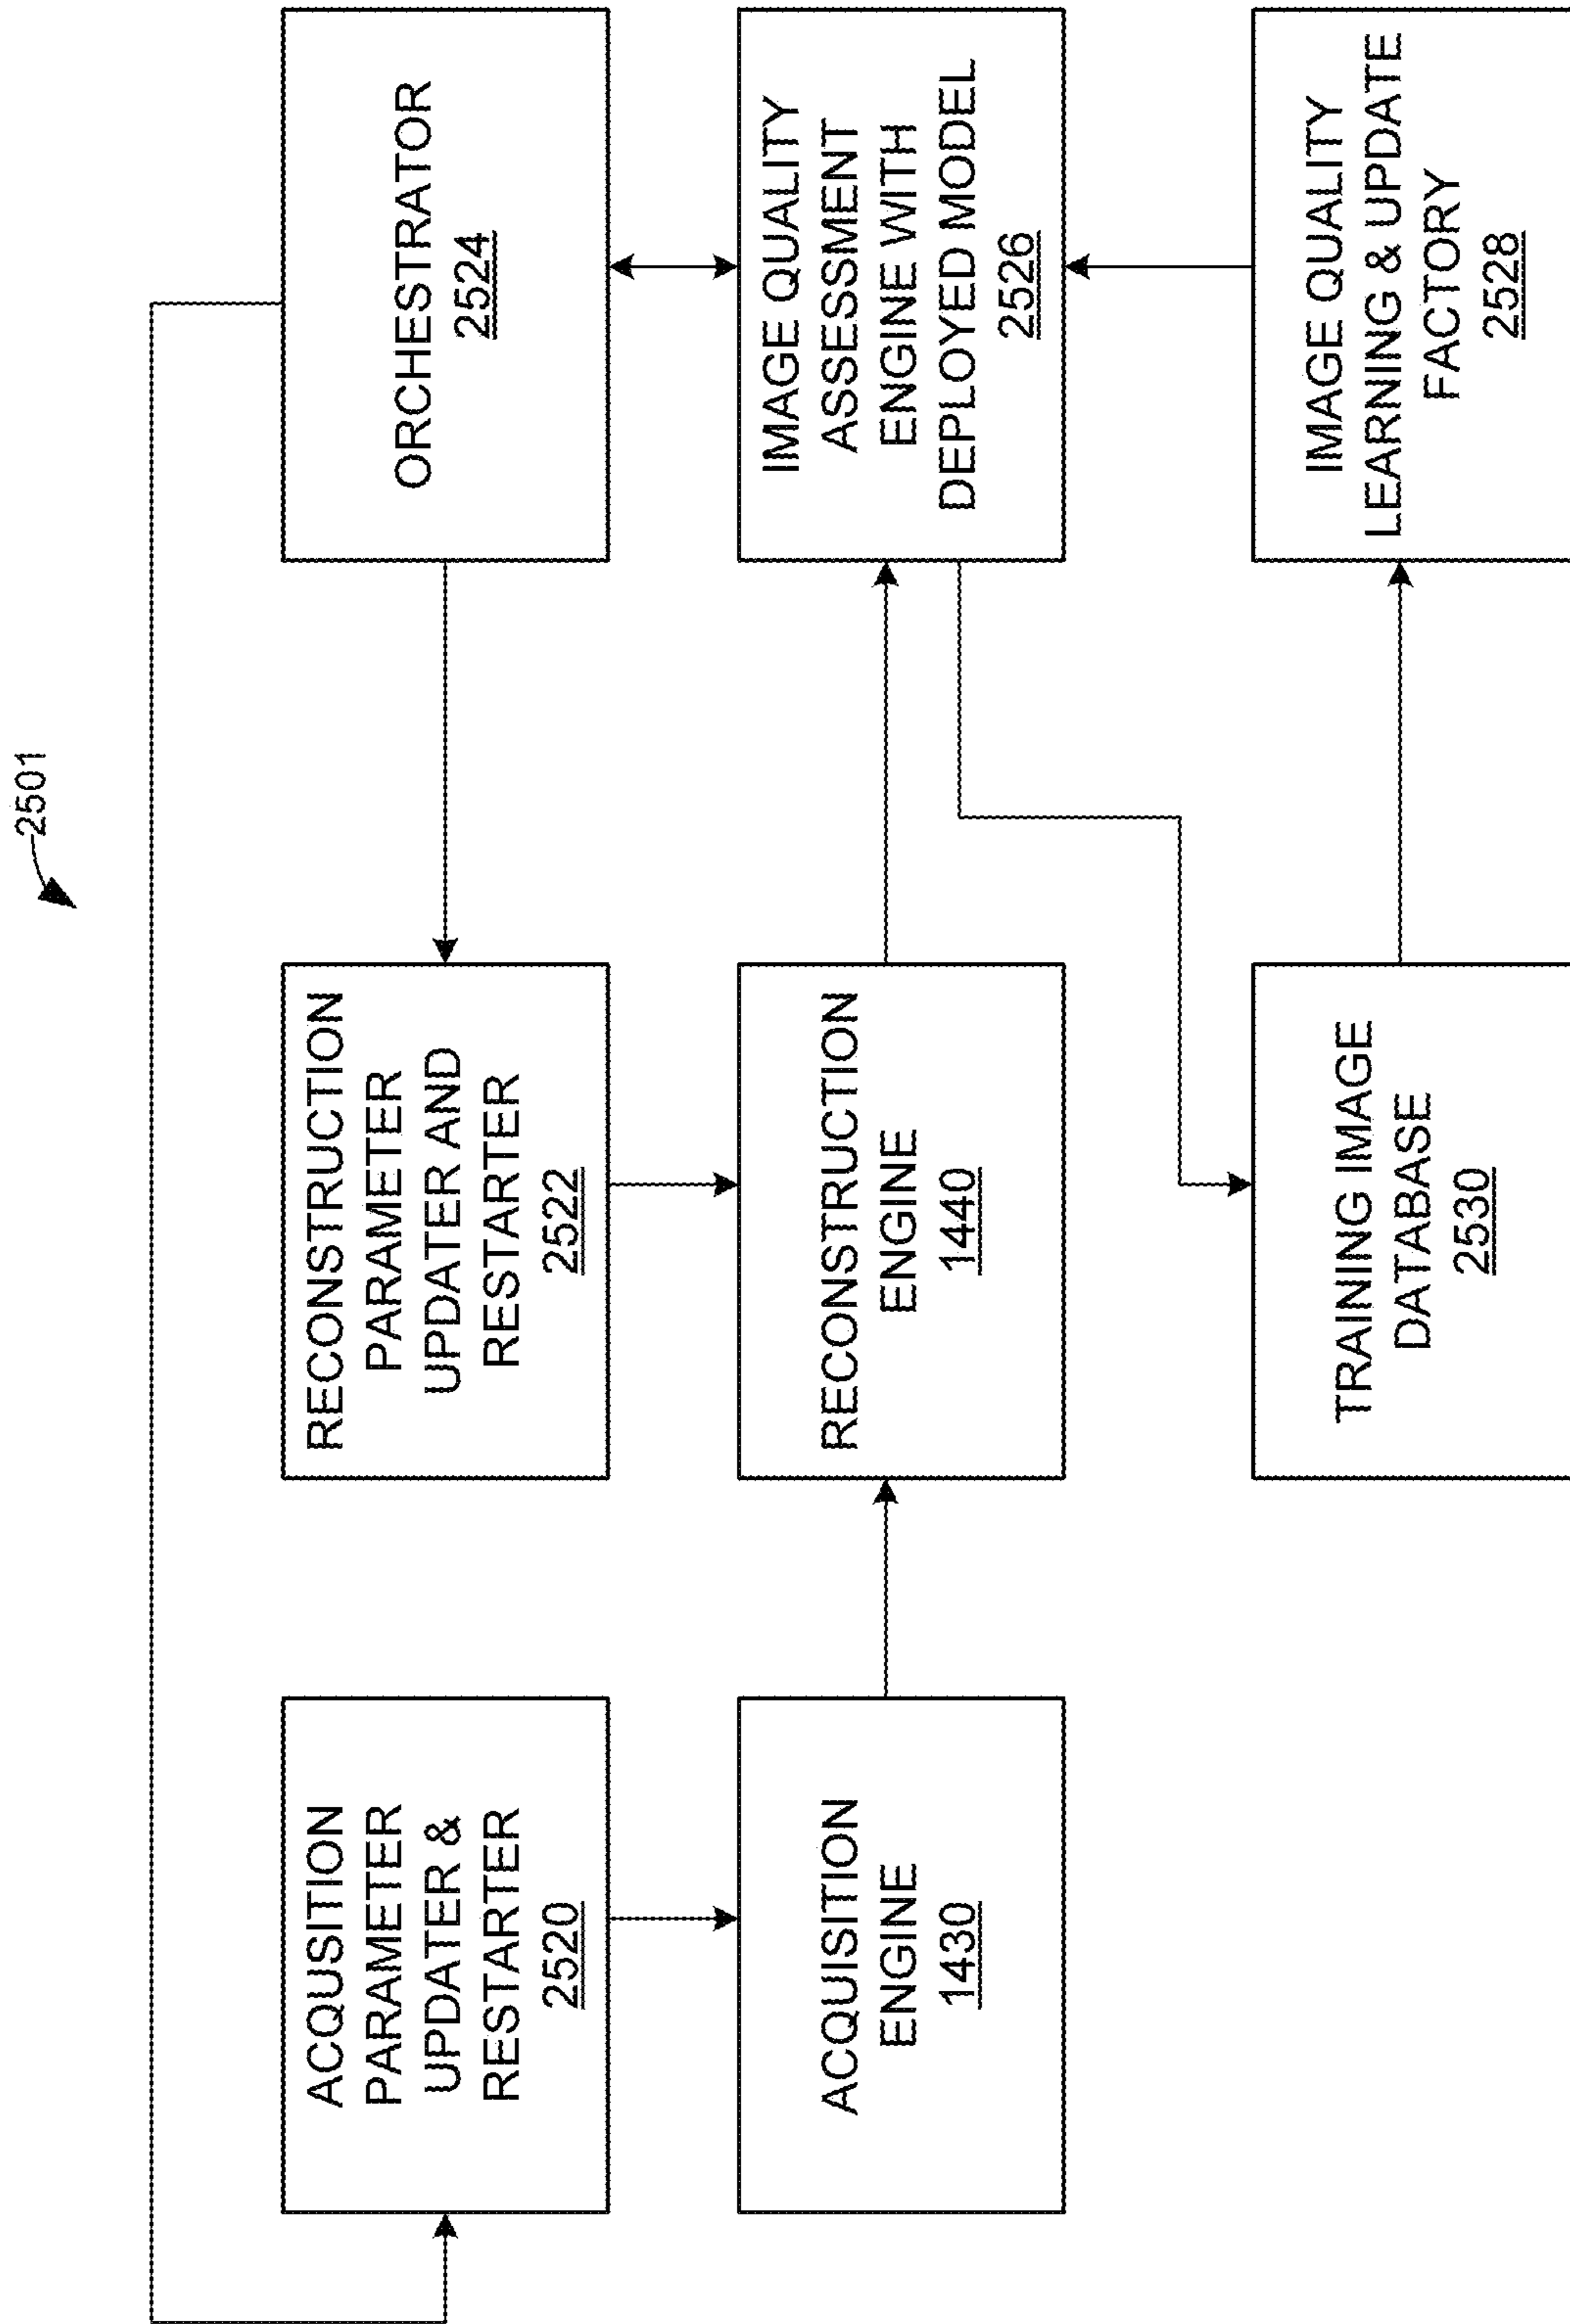 2501
ACQUSITION
PARAMETER
UPDATER &
RESTARTER
2520
RECONSTRUCTION
PARAMETER
UPDATER AND
RESTARTER
2522
ORCHESTRATOR
2524
ACQUISITION
ENGINE
1430
RECONSTRUCTION
ENGINE
1440
IMAGE QUALITY
ASSESSMENT
ENGINE WITH
DEPLOYED MODEL
2526
TRAINING IMAGE
DATABASE
2530
IMAGE QUALITY
LEARNING & UPDATE
FACTORY
2528